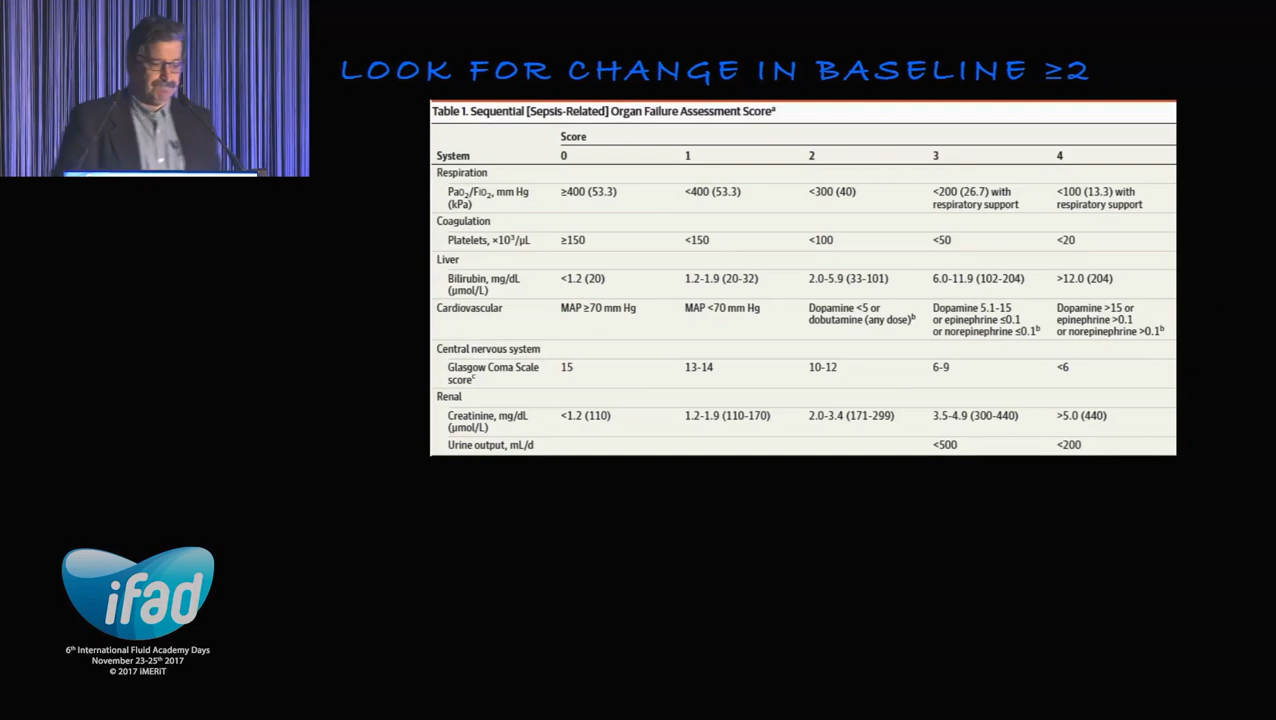 LOOK FOR CHANGE IN BASELINE ≥2
Table 1. Sequential [Sepsis-Related] Organ Failure Assessment Scoreᵃ
Score
System 0 1 2 3 4
Respiration
PaO₂/FIO₂, mm Hg (kPa) ≥400 (53.3) <400 (53.3) <300 (40) <200 (26.7) with respiratory support <100 (13.3) with respiratory support
Coagulation
Platelets, ×10³/μL ≥150 <150 <100 <50 <20
Liver
Bilirubin, mg/dL (μmol/L) <1.2 (20) 1.2-1.9 (20-32) 2.0-5.9 (33-101) 6.0-11.9 (102-204) >12.0 (204)
Cardiovascular MAP ≥70 mm Hg MAP <70 mm Hg Dopamine <5 or dobutamine (any dose)ᵇ Dopamine 5.1-15 or epinephrine ≤0.1 or norepinephrine ≤0.1ᵇ Dopamine >15 or epinephrine >0.1 or norepinephrine >0.1ᵇ
Central nervous system
Glasgow Coma Scale scoreᶜ 15 13-14 10-12 6-9 <6
Renal
Creatinine, mg/dL (μmol/L) <1.2 (110) 1.2-1.9 (110-170) 2.0-3.4 (171-299) 3.5-4.9 (300-440) >5.0 (440)
Urine output, mL/d <500 <200
ifad
6th International Fluid Academy Days
November 23-25th 2017
© 2017 iMERiT